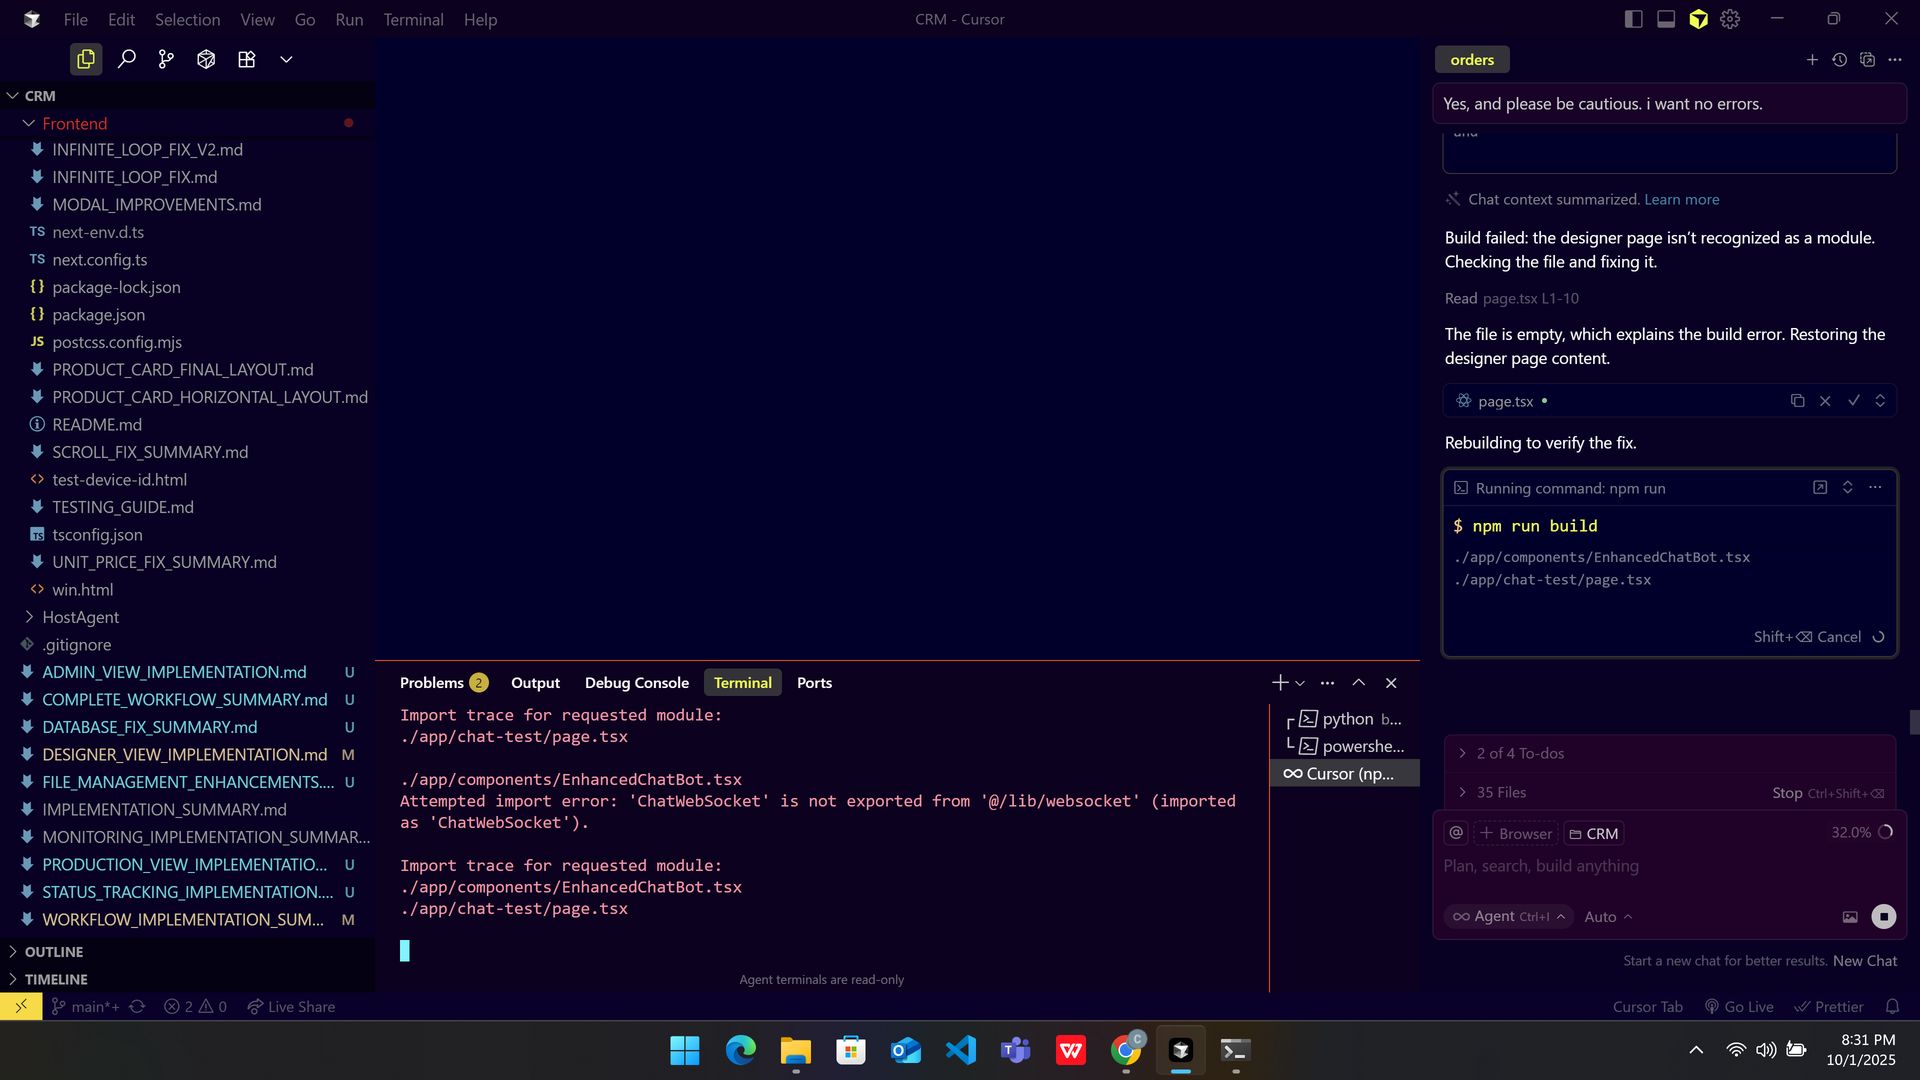 File Edit Selection View Go Run Terminal Help
CRM - Cursor
CRM
Frontend
INFINITE_LOOP_FIX_V2.md
INFINITE_LOOP_FIX.md
MODAL_IMPROVEMENTS.md
TS next-env.d.ts
TS next.config.ts
{} package-lock.json
{} package.json
JS postcss.config.mjs
PRODUCT_CARD_FINAL_LAYOUT.md
PRODUCT_CARD_HORIZONTAL_LAYOUT.md
README.md
SCROLL_FIX_SUMMARY.md
<> test-device-id.html
TESTING_GUIDE.md
TS tsconfig.json
UNIT_PRICE_FIX_SUMMARY.md
<> win.html
HostAgent
.gitignore
ADMIN_VIEW_IMPLEMENTATION.md U
COMPLETE_WORKFLOW_SUMMARY.md U
DATABASE_FIX_SUMMARY.md U
DESIGNER_VIEW_IMPLEMENTATION.md M
FILE_MANAGEMENT_ENHANCEMENTS.... U
IMPLEMENTATION_SUMMARY.md
MONITORING_IMPLEMENTATION_SUMMAR...
PRODUCTION_VIEW_IMPLEMENTATIO... U
STATUS_TRACKING_IMPLEMENTATION.... U
WORKFLOW_IMPLEMENTATION_SUM... M
OUTLINE
TIMELINE
Problems 2 Output Debug Console Terminal Ports
Import trace for requested module:
./app/chat-test/page.tsx
./app/components/EnhancedChatBot.tsx
Attempted import error: 'ChatWebSocket' is not exported from '@/lib/websocket' (imported
as 'ChatWebSocket').
Import trace for requested module:
./app/components/EnhancedChatBot.tsx
./app/chat-test/page.tsx
Agent terminals are read-only
python b...
powershe...
Cursor (np...
orders
Yes, and please be cautious. i want no errors.
and
Chat context summarized. Learn more
Build failed: the designer page isn’t recognized as a module.
Checking the file and fixing it.
Read page.tsx L1-10
The file is empty, which explains the build error. Restoring the
designer page content.
page.tsx
Rebuilding to verify the fix.
Running command: npm run
$ npm run build
./app/components/EnhancedChatBot.tsx
./app/chat-test/page.tsx
Shift+⌫ Cancel
2 of 4 To-dos
35 Files Stop Ctrl+Shift+⌫
@ + Browser CRM 32.0%
Plan, search, build anything
Agent Ctrl+I Auto
Start a new chat for better results. New Chat
main*+ 2 0 Live Share
Cursor Tab Go Live Prettier
C
8:31 PM
10/1/2025